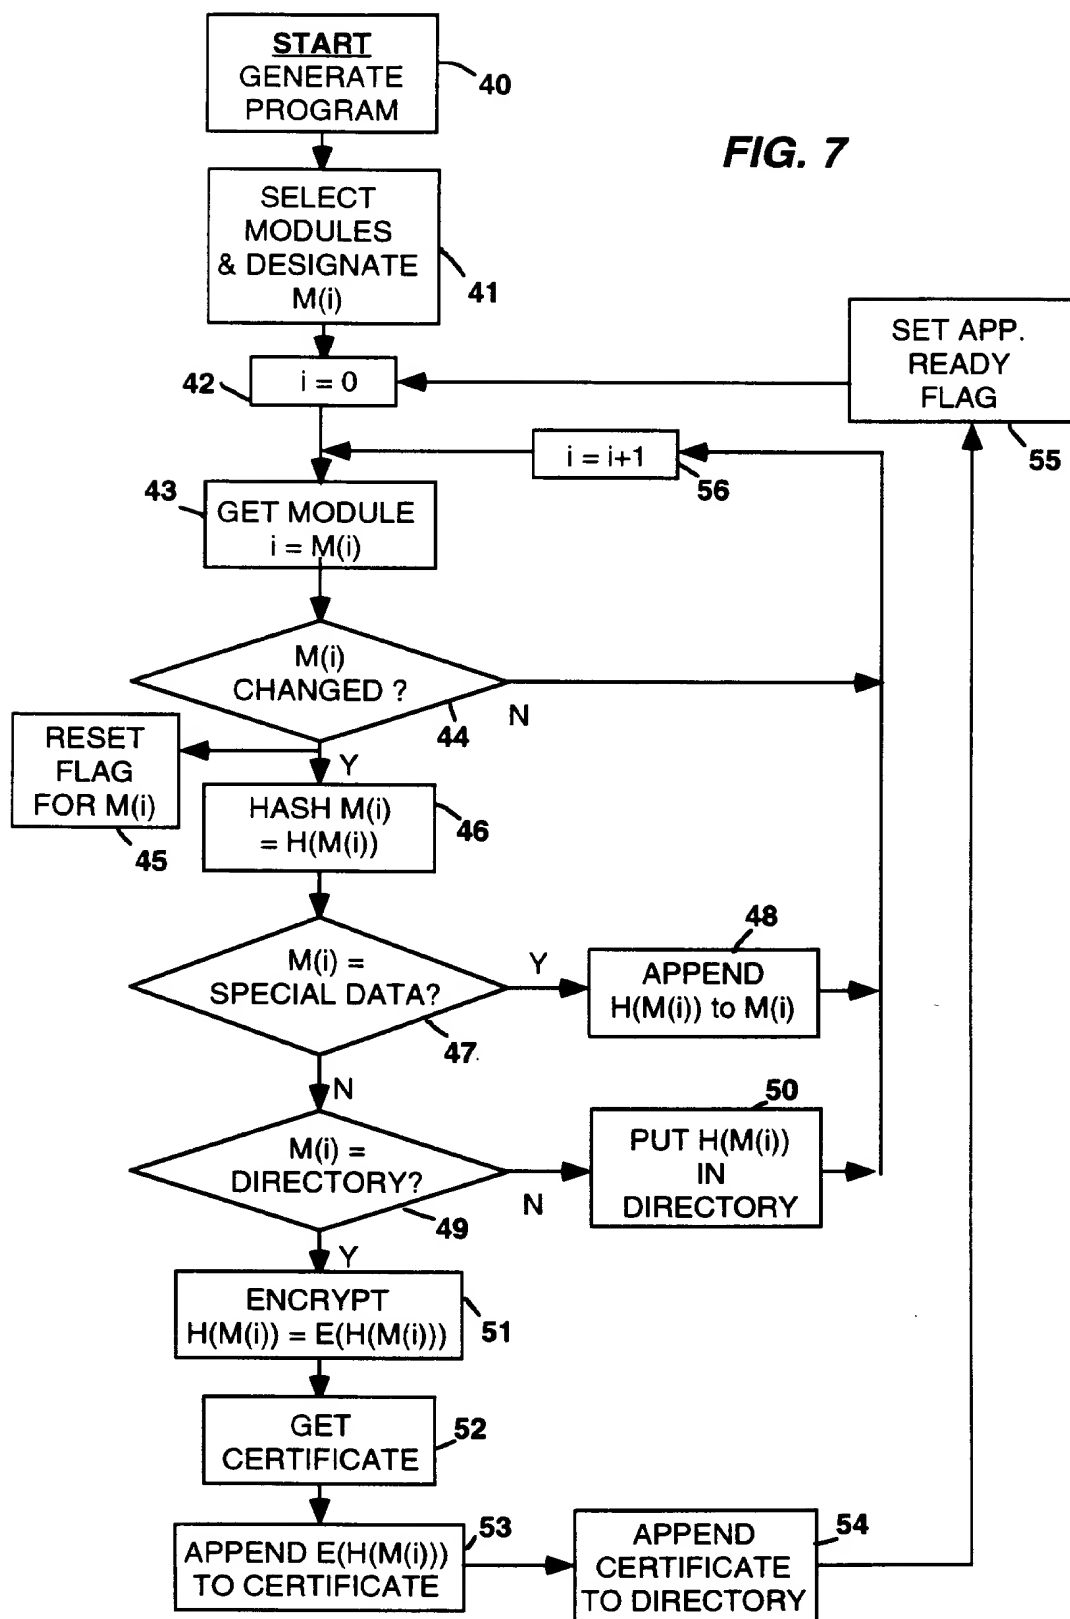 START
GENERATE
PROGRAM
40
FIG. 7
SELECT
MODULES
& DESIGNATE
M(i)
41
SET APP.
READY
FLAG
55
i = 0
42
i = i+1
56
43
GET MODULE
i = M(i)
M(i)
CHANGED ?
44
N
RESET
FLAG
FOR M(i)
45
Y
HASH M(i)
= H(M(i))
46
M(i) =
SPECIAL DATA?
47
Y
48
APPEND
H(M(i)) to M(i)
N
M(i) =
DIRECTORY?
49
N
50
PUT H(M(i))
IN
DIRECTORY
Y
ENCRYPT
H(M(i)) = E(H(M(i)))
51
GET
CERTIFICATE
52
APPEND E(H(M(i)))
TO CERTIFICATE
53
APPEND
CERTIFICATE
TO DIRECTORY
54